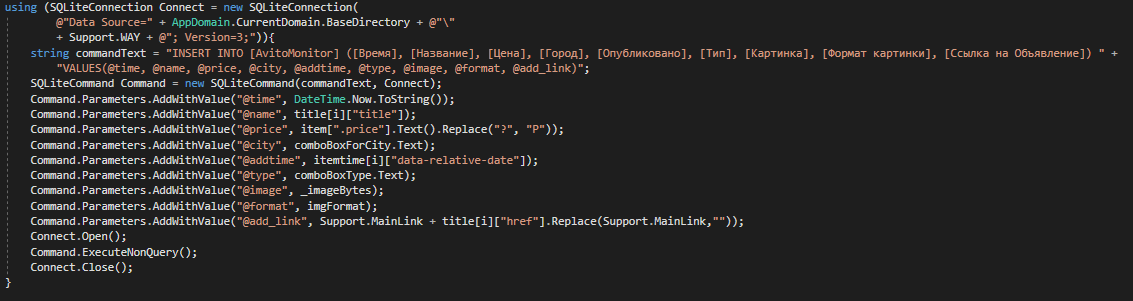 using (SQLiteConnection Connect = new SQLiteConnection(
@"Data Source=" + AppDomain.CurrentDomain.BaseDirectory + @"\"
+ Support.WAY + @"; Version=3;")){
string commandText = "INSERT INTO [AvitoMonitor] ([Время], [Название], [Цена], [Город], [Опубликовано], [Тип], [Картинка], [Формат картинки], [Ссылка на Объявление]) " +
"VALUES(@time, @name, @price, @city, @addtime, @type, @image, @format, @add_link)";
SQLiteCommand Command = new SQLiteCommand(commandText, Connect);
Command.Parameters.AddWithValue("@time", DateTime.Now.ToString());
Command.Parameters.AddWithValue("@name", title[i]["title"]);
Command.Parameters.AddWithValue("@price", item[".price"].Text().Replace("?", "Р"));
Command.Parameters.AddWithValue("@city", comboBoxForCity.Text);
Command.Parameters.AddWithValue("@addtime", itemtime[i]["data-relative-date"]);
Command.Parameters.AddWithValue("@type", comboBoxType.Text);
Command.Parameters.AddWithValue("@image", _imageBytes);
Command.Parameters.AddWithValue("@format", imgFormat);
Command.Parameters.AddWithValue("@add_link", Support.MainLink + title[i]["href"].Replace(Support.MainLink,""));
Connect.Open();
Command.ExecuteNonQuery();
Connect.Close();
}